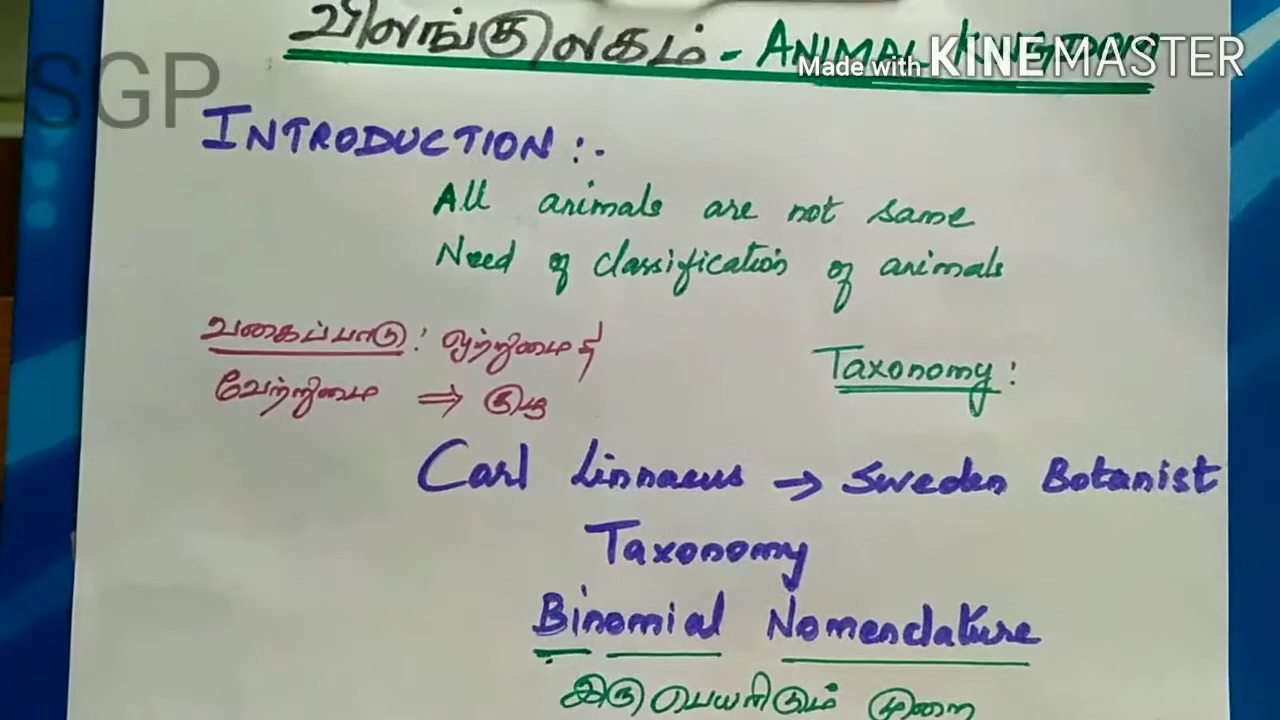 விலங்குலகம் - ANIMAL KINGDOM
Made with KINEMASTER
SGP
INTRODUCTION :-
All animals are not same
Need of classification of animals
வகைப்பாடு : ஒற்றுமை
Taxonomy :
வேற்றுமை ⇒ குழு
Carl Linnaeus → Sweden Botanist
Taxonomy
Binomial Nomenclature
இரு பெயரிடும் முறை